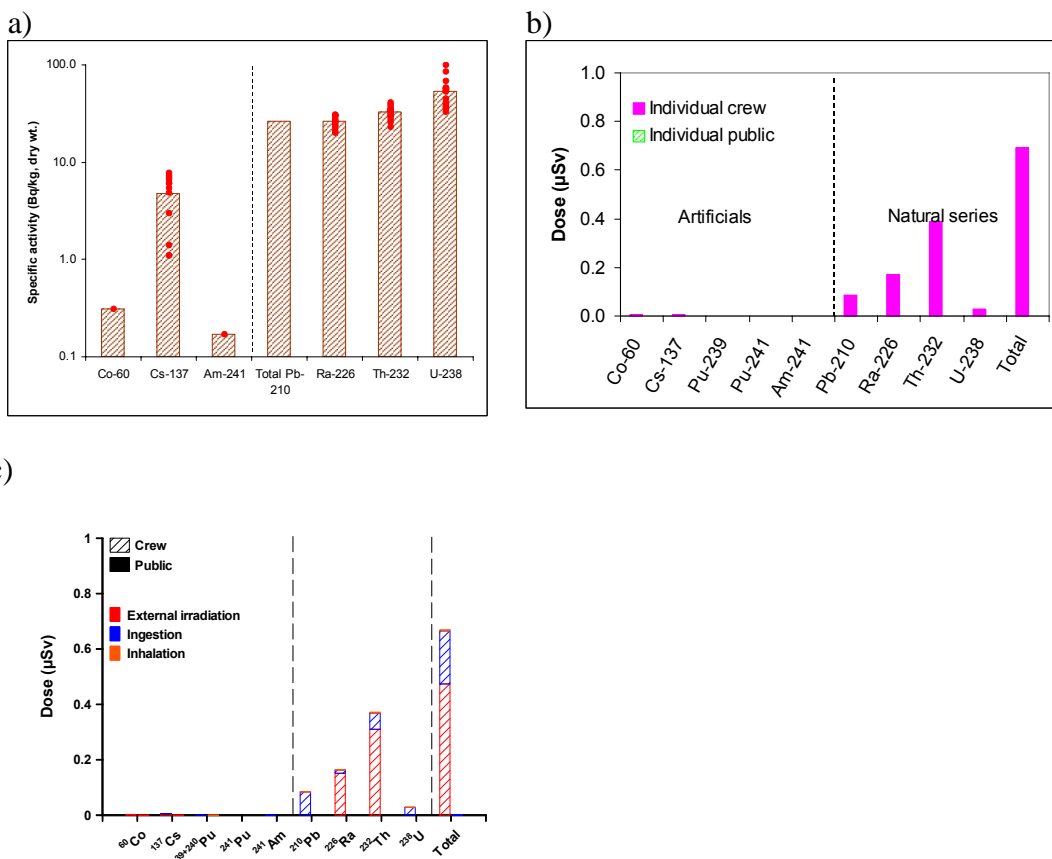 a)
100.0
10.0
1.0
0.1
Specific activity (Bq/kg, dry wt.)
Co-60
Cs-137
Am-241
Total Pb-
210
Ra-226
Th-232
U-238
b)
1.0
0.8
0.6
0.4
0.2
0.0
Dose (µSv)
Individual crew
Individual public
Artificials
Natural series
Co-60
Cs-137
Pu-239
Pu-241
Am-241
Pb-210
Ra-226
Th-232
U-238
Total
c)
1
0.8
0.6
0.4
0.2
0
Dose (µSv)
Crew
Public
External irradiation
Ingestion
Inhalation
60Co
137Cs
39+240Pu
241Pu
241Am
210Pb
226Ra
232Th
238U
Total